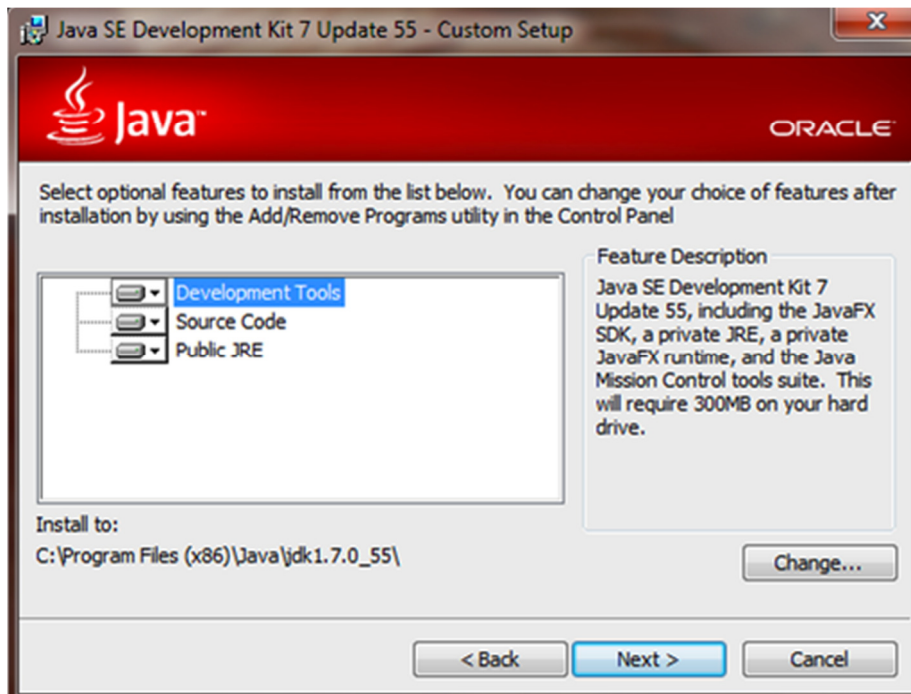 Java SE Development Kit 7 Update 55 - Custom Setup
Java™
ORACLE
Select optional features to install from the list below. You can change your choice of features after
installation by using the Add/Remove Programs utility in the Control Panel
Development Tools
Source Code
Public JRE
Feature Description
Java SE Development Kit 7
Update 55, including the JavaFX
SDK, a private JRE, a private
JavaFX runtime, and the Java
Mission Control tools suite. This
will require 300MB on your hard
drive.
Install to:
C:\Program Files (x86)\Java\jdk1.7.0_55\
Change...
< Back
Next >
Cancel